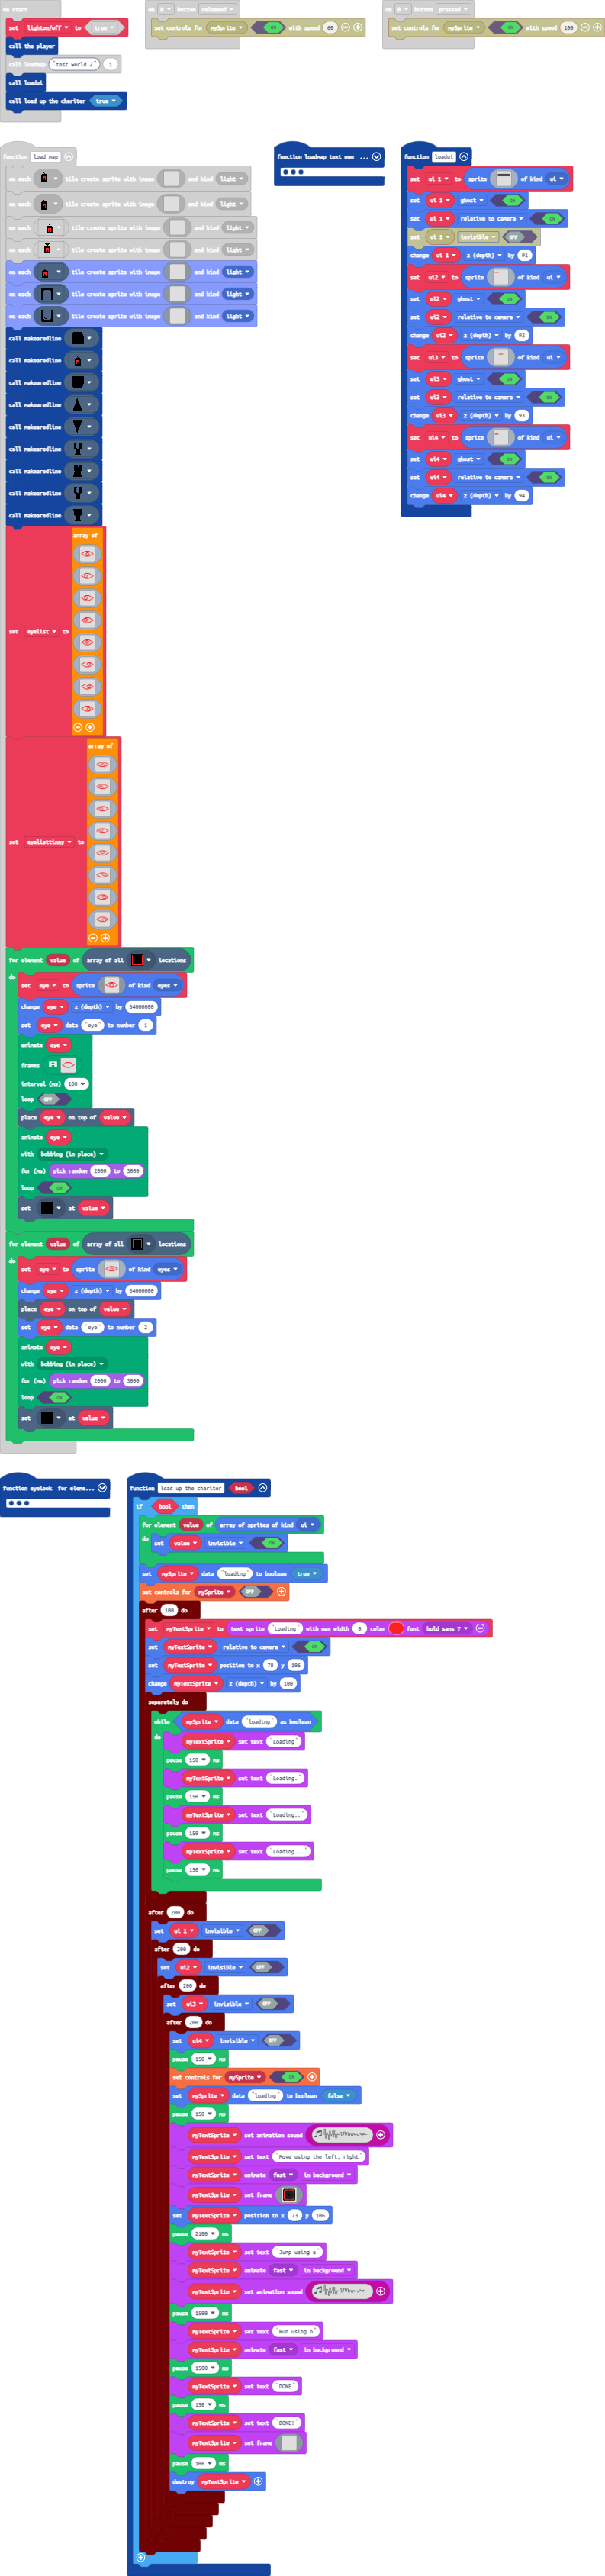 on start
set lighton/off to true
call the player
call loadmap "test world 2" 1
call loadui
call load up the chariter true
on B button released
set controls for mySprite ON with speed 60
on B button pressed
set controls for mySprite ON with speed 100
function load map
on each tile create sprite with image and kind light
on each tile create sprite with image and kind light
on each tile create sprite with image and kind light
on each tile create sprite with image and kind light
on each tile create sprite with image and kind light
on each tile create sprite with image and kind light
on each tile create sprite with image and kind light
call makearedline
call makearedline
call makearedline
call makearedline
call makearedline
call makearedline
call makearedline
call makearedline
call makearedline
set eyelist to array of
set eyelisttinny to array of
for element value of array of all locations
do
set eye to sprite of kind eyes
change eye z (depth) by 34000000
set eye data "eye" to number 1
animate eye
frames
interval (ms) 100
loop OFF
place eye on top of value
animate eye
with bobbing (in place)
for (ms) pick random 2000 to 3000
loop ON
set at value
for element value of array of all locations
do
set eye to sprite of kind eyes
change eye z (depth) by 34000000
place eye on top of value
set eye data "eye" to number 2
animate eye
with bobbing (in place)
for (ms) pick random 2000 to 3000
loop ON
set at value
function loadmap text num ...
function loadui
set ui 1 to sprite of kind ui
set ui 1 ghost ON
set ui 1 relative to camera ON
set ui 1 invisible OFF
change ui 1 z (depth) by 91
set ui2 to sprite of kind ui
set ui2 ghost ON
set ui2 relative to camera ON
change ui2 z (depth) by 92
set ui3 to sprite of kind ui
set ui3 ghost ON
set ui3 relative to camera ON
change ui3 z (depth) by 93
set ui4 to sprite of kind ui
set ui4 ghost ON
set ui4 relative to camera ON
change ui4 z (depth) by 94
function eyelook for eleme...
function load up the chariter bool
if bool then
for element value of array of sprites of kind ui
do set value invisible ON
set mySprite data "loading" to boolean true
set controls for mySprite OFF
after 100 do
set myTextSprite to text sprite "Loading" with max width 0 color font bold sans 7
set myTextSprite relative to camera ON
set myTextSprite position to x 78 y 106
change myTextSprite z (depth) by 100
separately do
while mySprite data "loading" as boolean
do
myTextSprite set text "Loading"
pause 150 ms
myTextSprite set text "Loading."
pause 150 ms
myTextSprite set text "Loading.."
pause 150 ms
myTextSprite set text "Loading..."
pause 150 ms
after 200 do
set ui 1 invisible OFF
after 200 do
set ui2 invisible OFF
after 200 do
set ui3 invisible OFF
after 200 do
set ui4 invisible OFF
pause 150 ms
set controls for mySprite ON
set mySprite data "loading" to boolean false
pause 150 ms
myTextSprite set animation sound
myTextSprite set text "Move using the left, right"
myTextSprite animate fast in background
myTextSprite set frame
set myTextSprite position to x 73 y 106
pause 2100 ms
myTextSprite set text "Jump using a"
myTextSprite animate fast in background
myTextSprite set animation sound
pause 1500 ms
myTextSprite set text "Run using b"
myTextSprite animate fast in background
pause 1500 ms
myTextSprite set text "DONE"
pause 150 ms
myTextSprite set text "DONE!"
myTextSprite set frame
pause 100 ms
destroy myTextSprite